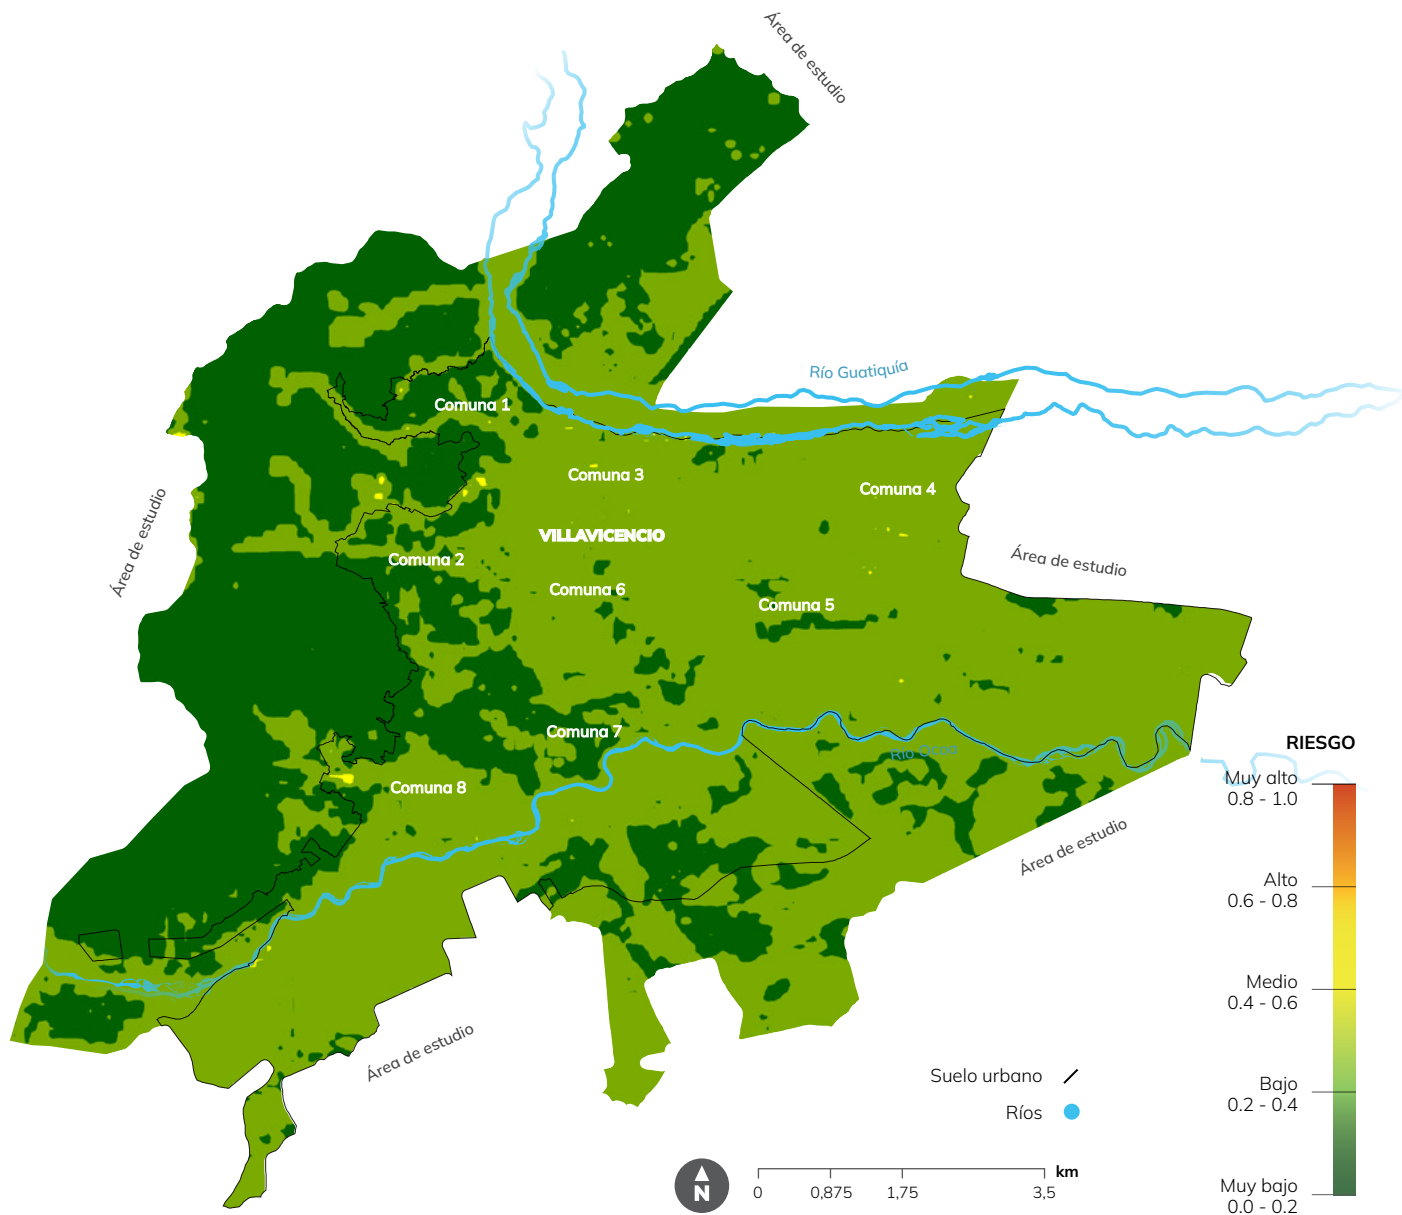 Área de estudio
Río Guatiquía
Comuna 1
Comuna 3
Comuna 4
Área de estudio
VILLAVICENCIO
Comuna 2
Área de estudio
Comuna 6
Comuna 5
Comuna 7
Río Ocoa
Comuna 8
Área de estudio
Área de estudio
RIESGO
Muy alto
0.8 - 1.0
Alto
0.6 - 0.8
Medio
0.4 - 0.6
Bajo
0.2 - 0.4
Muy bajo
0.0 - 0.2
Suelo urbano
Ríos
N
km
0 0,875 1,75 3,5